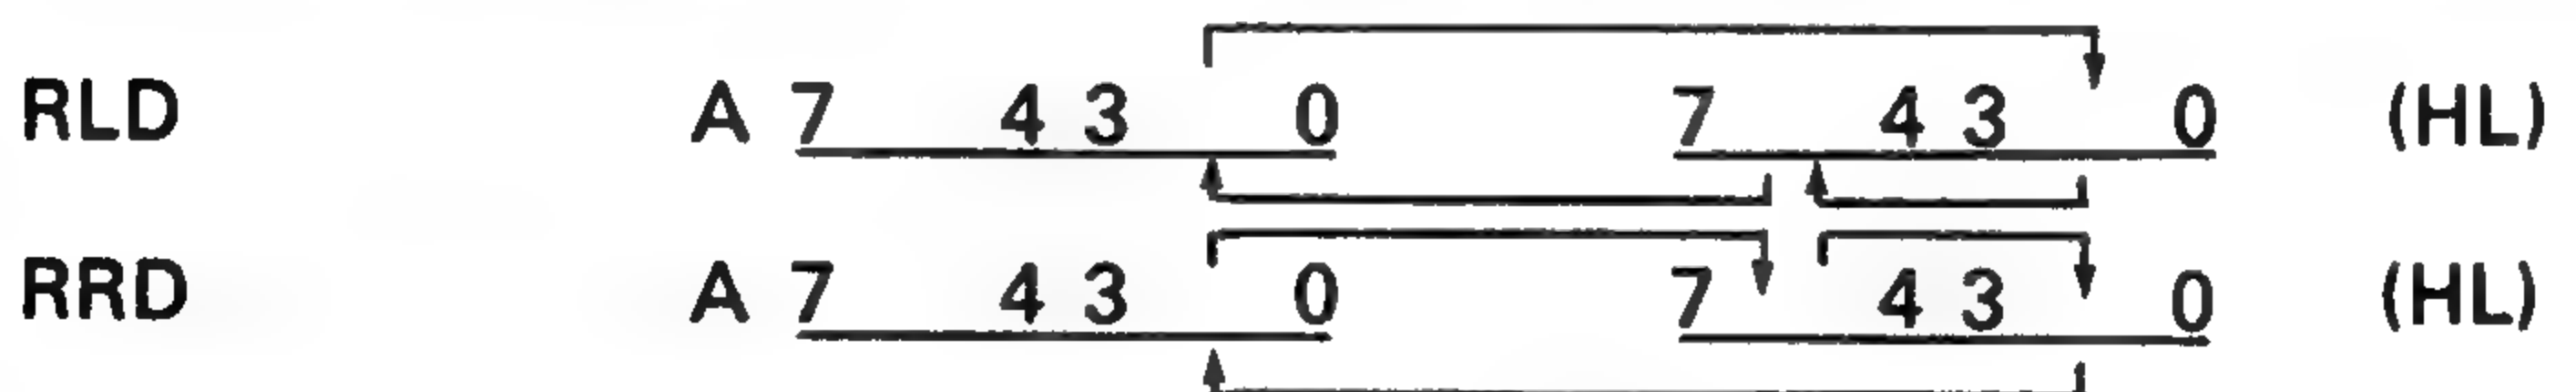 RLD A 7 4 3 0 7 4 3 0 (HL)
RRD A 7 4 3 0 7 4 3 0 (HL)